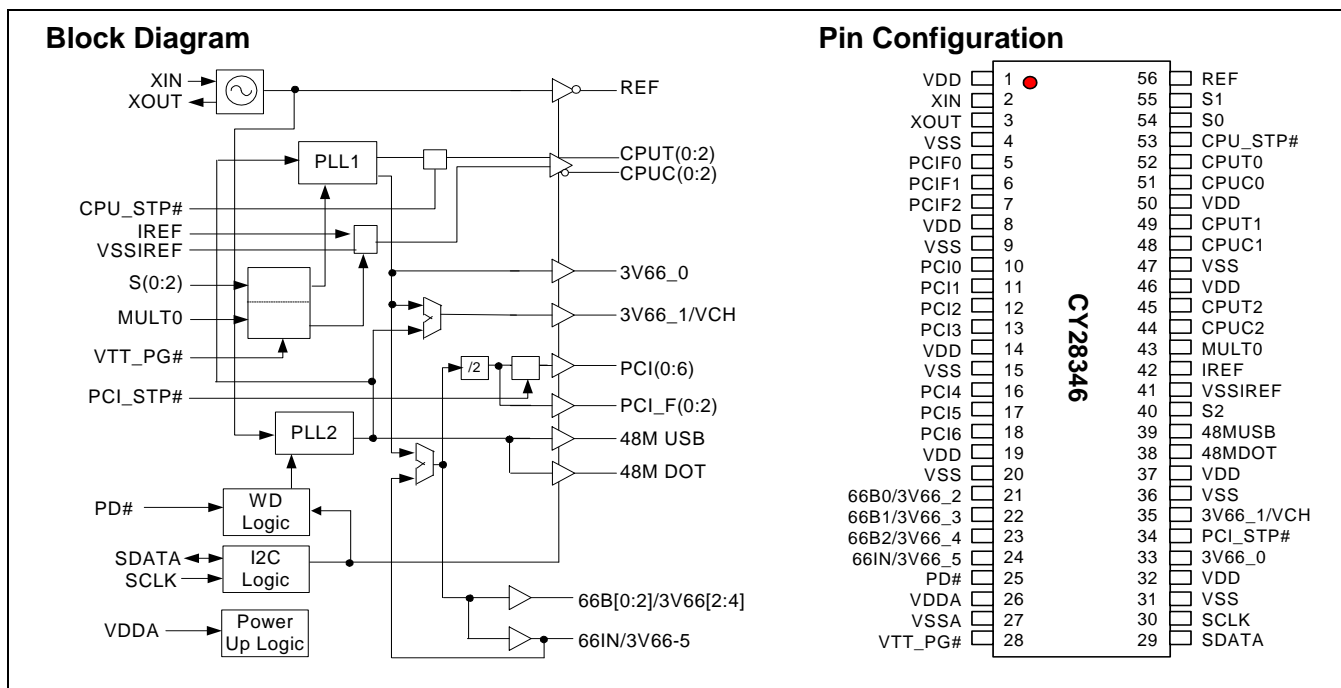 Block Diagram
XIN
XOUT
REF
PLL1
CPUT(0:2)
CPUC(0:2)
CPU_STP#
IREF
VSSIREF
S(0:2)
3V66_0
MULT0
3V66_1/VCH
VTT_PG#
/2
PCI(0:6)
PCI_STP#
PCI_F(0:2)
PLL2
48M USB
48M DOT
PD#
WD
Logic
SDATA
SCLK
I2C
Logic
66B[0:2]/3V66[2:4]
VDDA
Power
Up Logic
66IN/3V66-5
Pin Configuration
VDD 1 56 REF
XIN 2 55 S1
XOUT 3 54 S0
VSS 4 53 CPU_STP#
PCIF0 5 52 CPUT0
PCIF1 6 51 CPUC0
PCIF2 7 50 VDD
VDD 8 49 CPUT1
VSS 9 48 CPUC1
PCI0 10 47 VSS
PCI1 11 46 VDD
PCI2 12 45 CPUT2
PCI3 13 44 CPUC2
VDD 14 43 MULT0
VSS 15 42 IREF
PCI4 16 41 VSSIREF
PCI5 17 40 S2
PCI6 18 39 48MUSB
VDD 19 38 48MDOT
VSS 20 37 VDD
66B0/3V66_2 21 36 VSS
66B1/3V66_3 22 35 3V66_1/VCH
66B2/3V66_4 23 34 PCI_STP#
66IN/3V66_5 24 33 3V66_0
PD# 25 32 VDD
VDDA 26 31 VSS
VSSA 27 30 SCLK
VTT_PG# 28 29 SDATA
CY28346